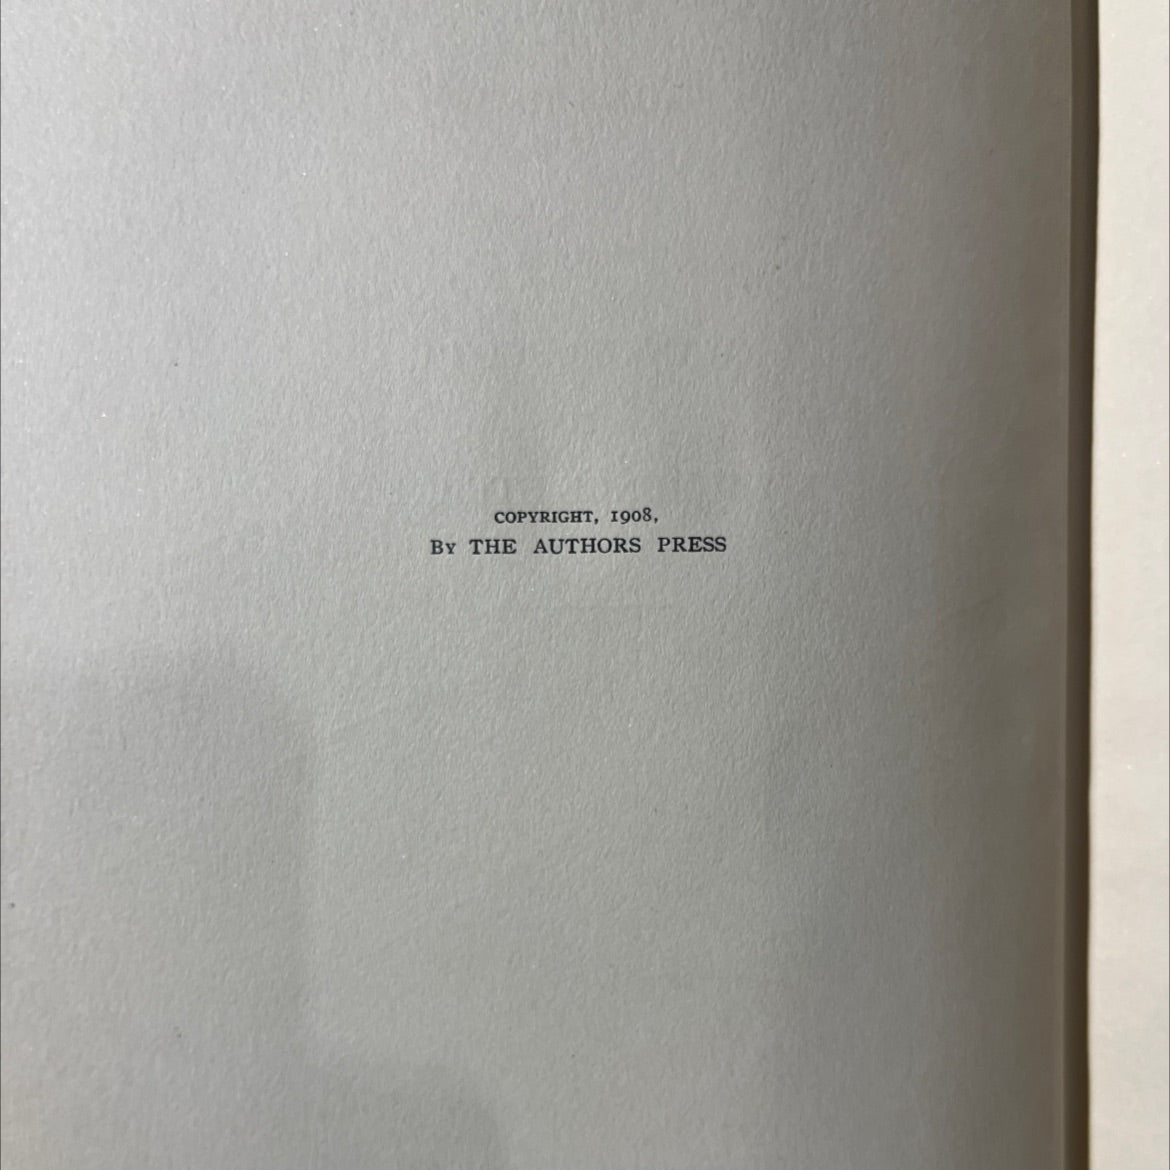 COPYRIGHT, 1908,
By THE AUTHORS PRESS